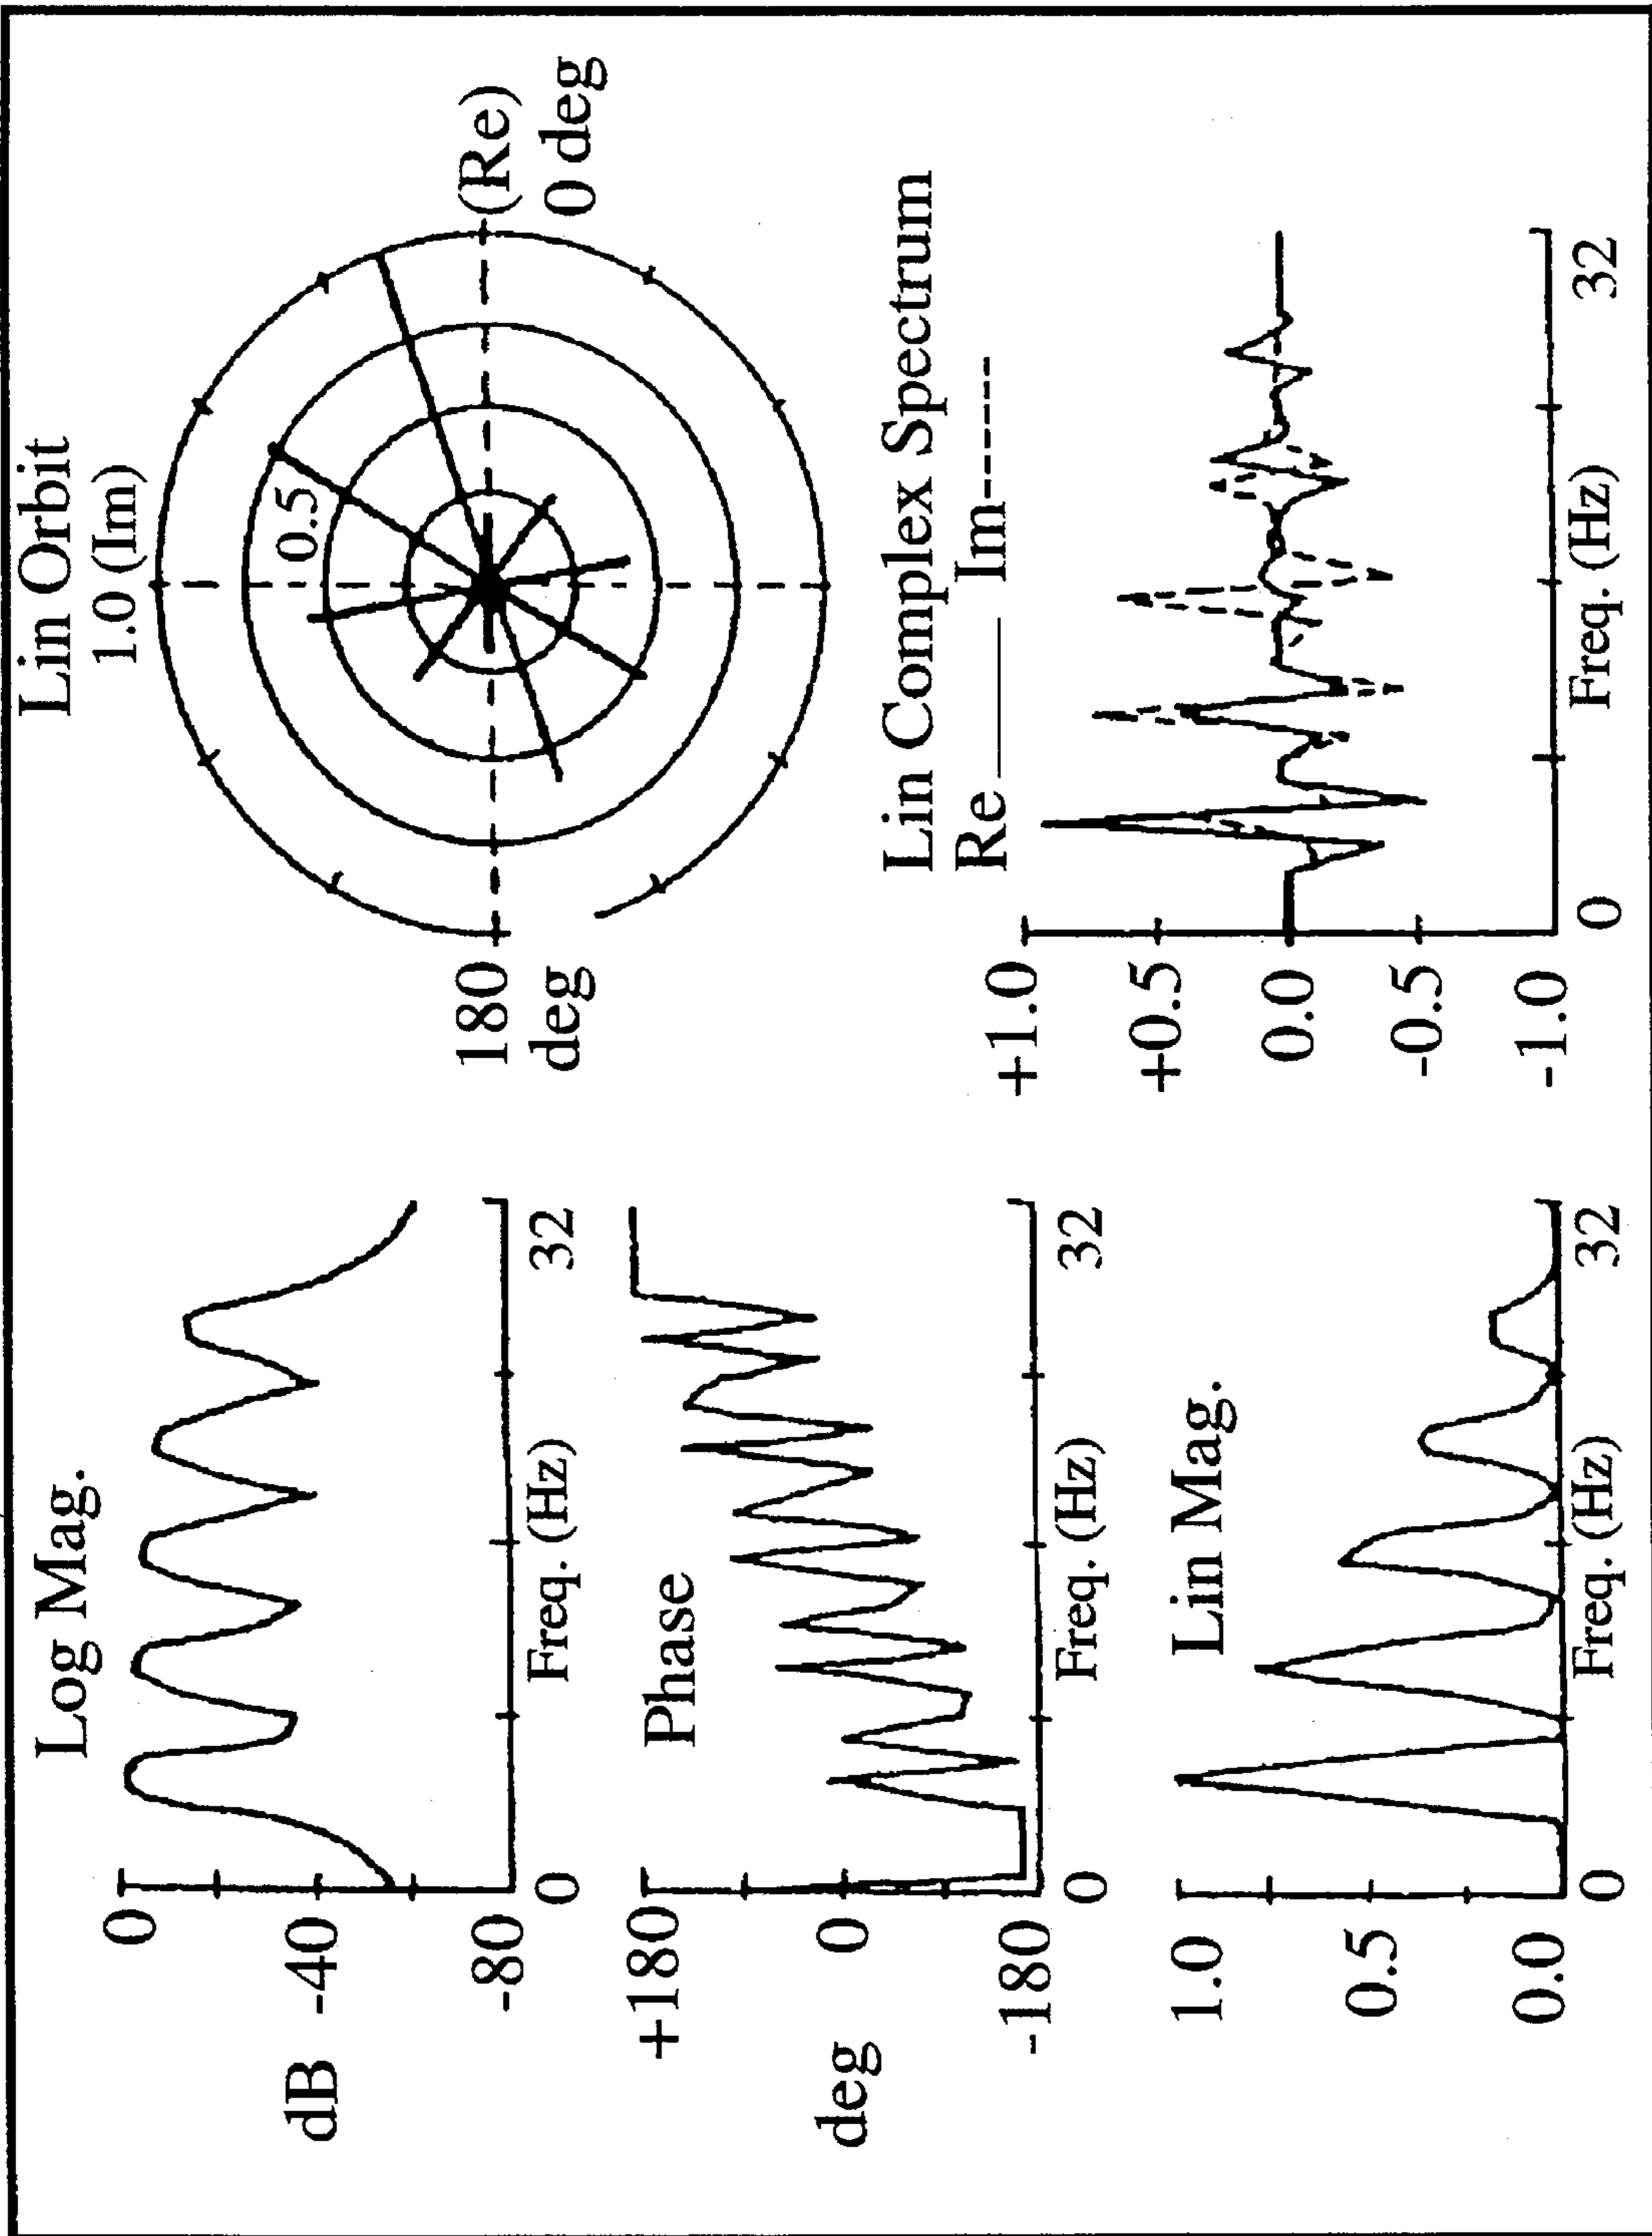 Log Mag.
0
dB -40
-80
0 32
Freq. (Hz)
Phase
+180
deg 0
-180
0 32
Freq. (Hz)
Lin Mag.
1.0
0.5
0.0
0 32
Freq. (Hz)
Lin Orbit
1.0 (Im)
0.5
180
deg
(Re)
0 deg
Lin Complex Spectrum
Re Im
+1.0
+0.5
0.0
-0.5
-1.0
0 32
Freq. (Hz)